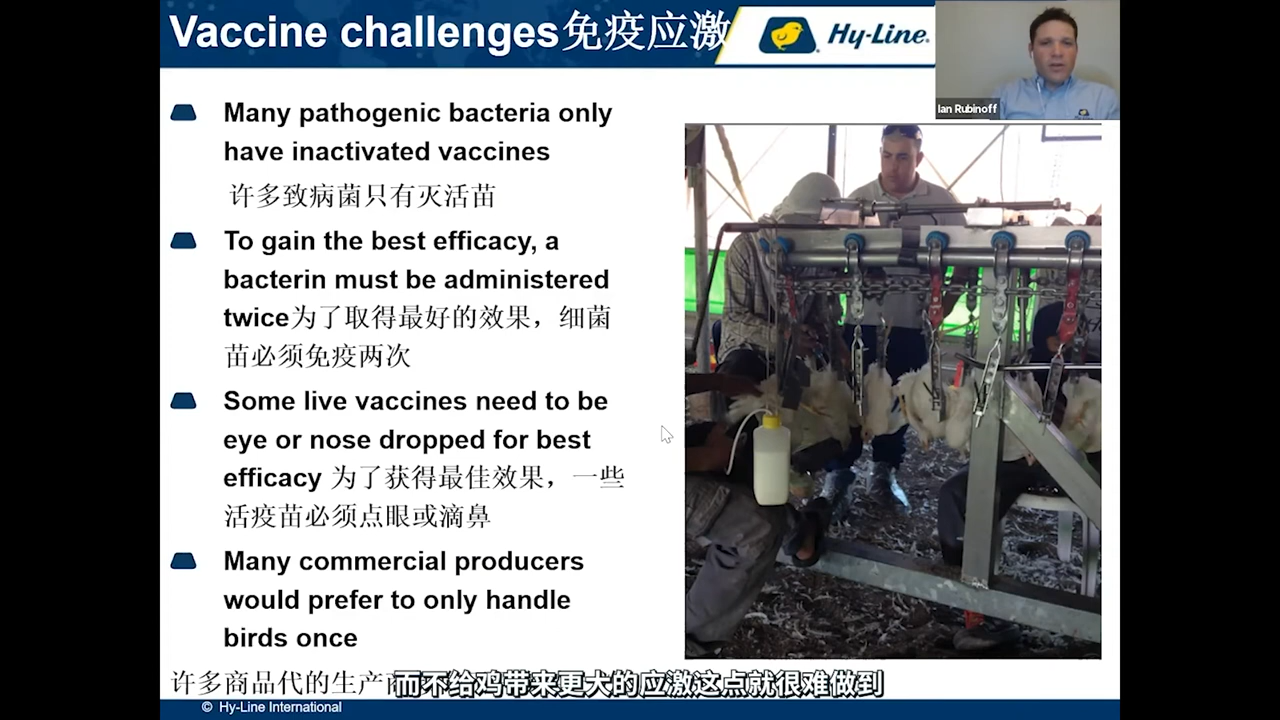 Vaccine challenges免疫应激
Hy-Line®
Ian Rubinoff
Many pathogenic bacteria only
have inactivated vaccines
许多致病菌只有灭活苗
To gain the best efficacy, a
bacterin must be administered
twice为了取得最好的效果，细菌
苗必须免疫两次
Some live vaccines need to be
eye or nose dropped for best
efficacy 为了获得最佳效果，一些
活疫苗必须点眼或滴鼻
Many commercial producers
would prefer to only handle
birds once
许多商品代的生产
而不给鸡带来更大的应激这点就很难做到
© Hy-Line International